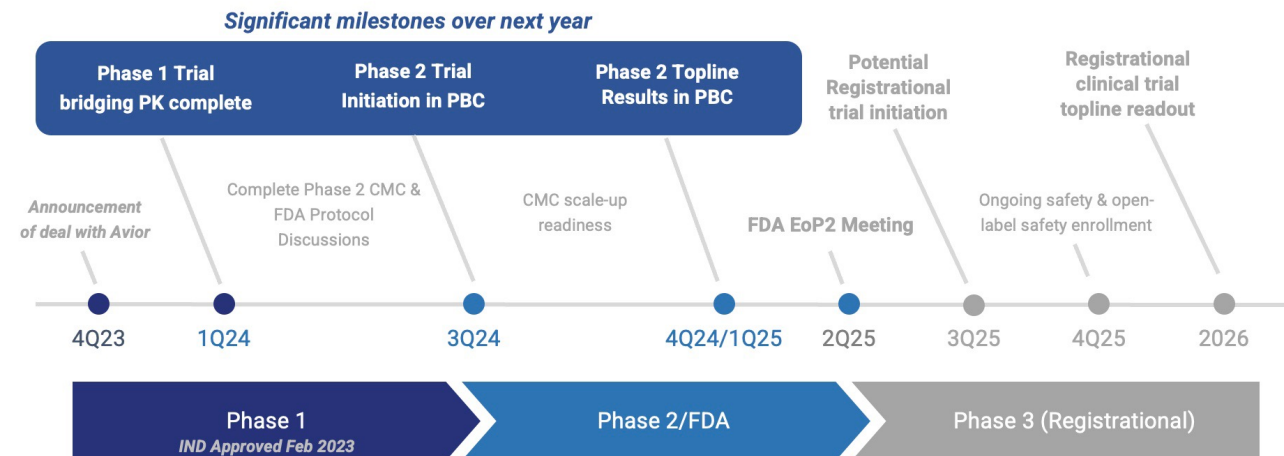 Significant milestones over next year
Phase 1 Trial
bridging PK complete
Phase 2 Trial
Initiation in PBC
Phase 2 Topline
Results in PBC
Potential
Registrational
trial initiation
Registrational
clinical trial
topline readout
Announcement
of deal with Avior
Complete Phase 2 CMC &
FDA Protocol
Discussions
CMC scale-up
readiness
FDA EoP2 Meeting
Ongoing safety & open-
label safety enrollment
4Q23
1Q24
3Q24
4Q24/1Q25
2Q25
3Q25
4Q25
2026
Phase 1
IND Approved Feb 2023
Phase 2/FDA
Phase 3 (Registrational)